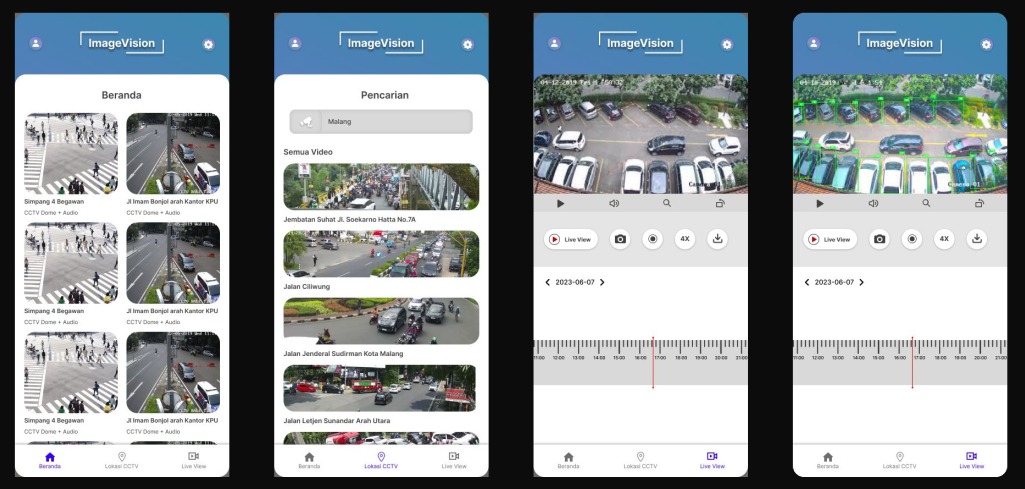 ImageVision
Beranda
Simpang 4 Begawan
CCTV Dome + Audio
Jl Imam Bonjol arah Kantor KPU
CCTV Dome + Audio
Simpang 4 Begawan
CCTV Dome + Audio
Jl Imam Bonjol arah Kantor KPU
CCTV Dome + Audio
Simpang 4 Begawan
CCTV Dome + Audio
Jl Imam Bonjol arah Kantor KPU
CCTV Dome + Audio
Beranda
Lokasi CCTV
Live View
ImageVision
Pencarian
Malang
Semua Video
Jembatan Suhat Jl. Soekarno Hatta No.7A
Jalan Ciliwung
Jalan Jenderal Sudirman Kota Malang
Jalan Letjen Sunandar Arah Utara
Beranda
Lokasi CCTV
Live View
ImageVision
Live View
4X
2023-06-07
11:00 12:00 13:00 14:00 15:00 16:00 17:00 18:00 19:00 20:00 21:00
Beranda
Lokasi CCTV
Live View
ImageVision
Camera 01
Live View
4X
2023-06-07
11:00 12:00 13:00 14:00 15:00 16:00 17:00 18:00 19:00 20:00 21:00
Beranda
Lokasi CCTV
Live View